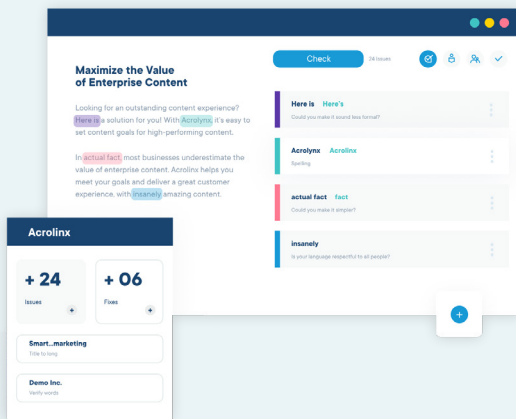 Maximize the Value
of Enterprise Content
Looking for an outstanding content experience?
Here is a solution for you! With Acrolynx, it's easy to
set content goals for high-performing content.
In actual fact most businesses underestimate the
value of enterprise content. Acrolinx helps you
meet your goals and deliver a great customer
experience, with insanely amazing content.
Check
24 issues
Here is Here's
Could you make it sound less formal?
Acrolynx Acrolinx
Spelling
actual fact fact
Could you make it simpler?
insanely
Is your language respectful to all people?
+
Acrolinx
+ 24
Issues
+
+ 06
Fixes
+
Smart...marketing
Title to long
Demo Inc.
Verify words